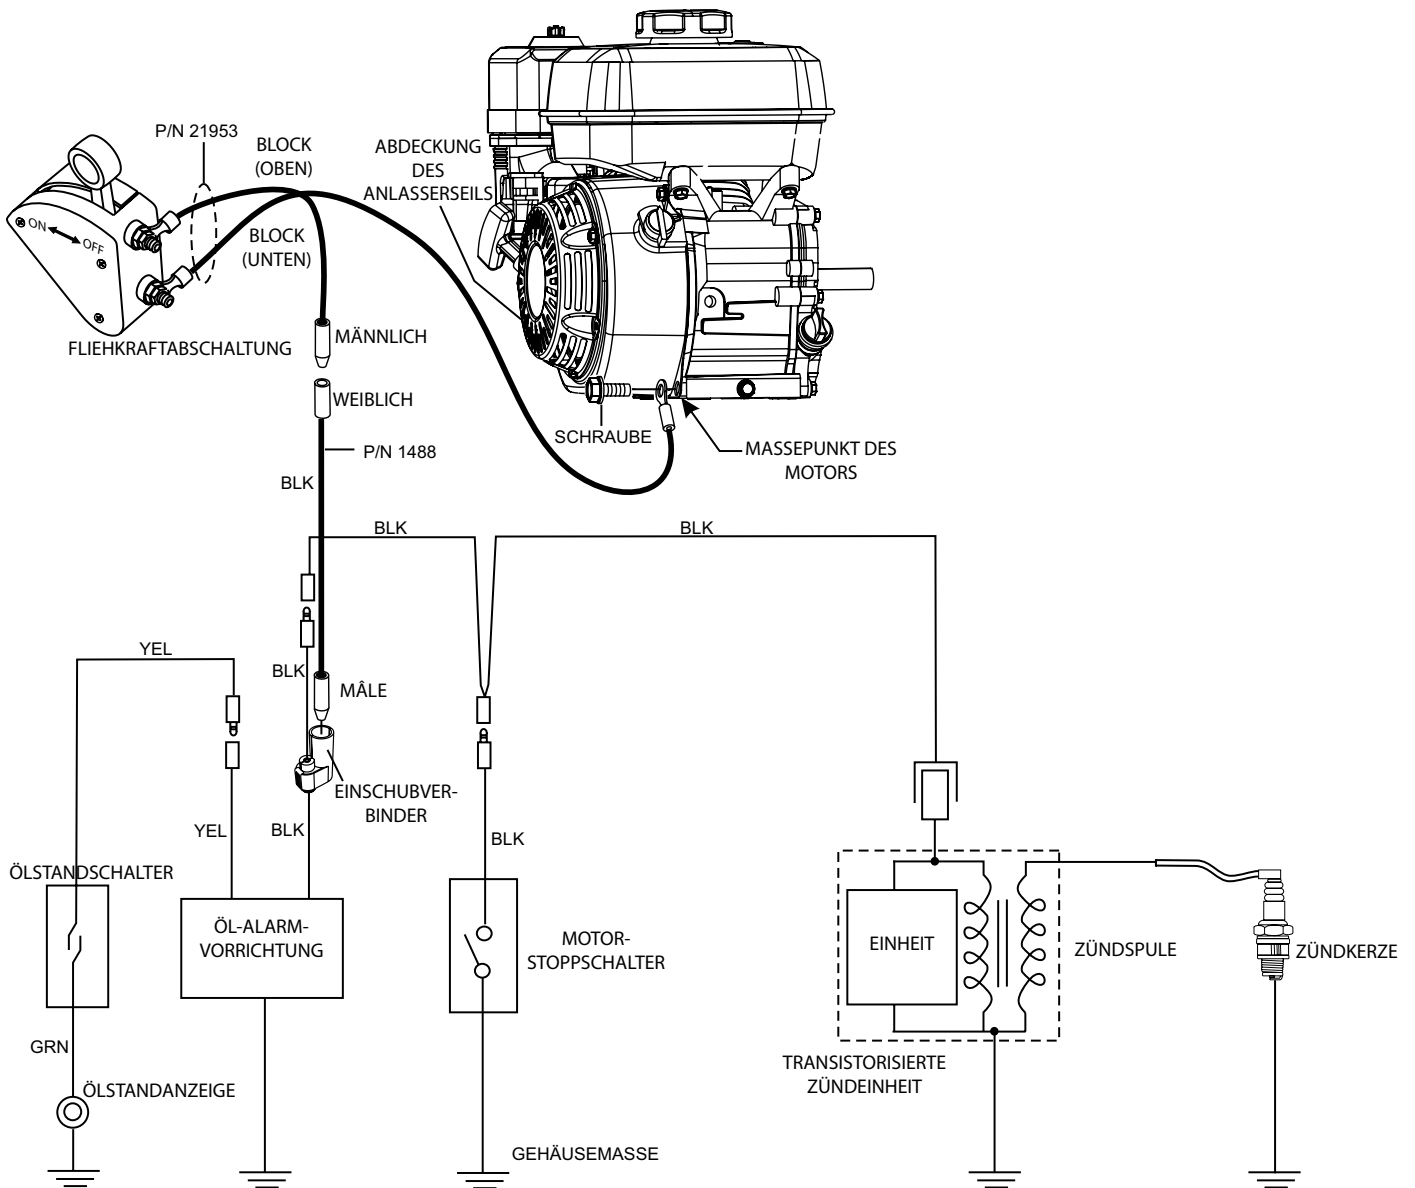 P/N 21953
BLOCK
(OBEN)
ABDECKUNG
DES
ANLASSERSEILS
ON
OFF
BLOCK
(UNTEN)
FLIEHKRAFTABSCHALTUNG
MÄNNLICH
WEIBLICH
SCHRAUBE
MASSEPUNKT DES
MOTORS
P/N 1488
BLK
BLK
BLK
YEL
BLK
MÂLE
EINSCHUBVER-
BINDER
YEL
BLK
BLK
ÖLSTANDSCHALTER
ÖL-ALARM-
VORRICHTUNG
MOTOR-
STOPPSCHALTER
EINHEIT
ZÜNDSPULE
ZÜNDKERZE
GRN
TRANSISTORISIERTE
ZÜNDEINHEIT
ÖLSTANDANZEIGE
GEHÄUSEMASSE